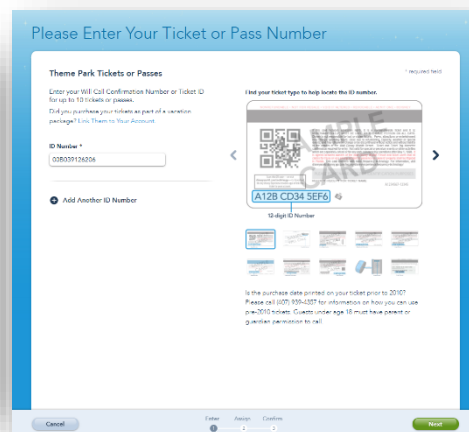 Please Enter Your Ticket or Pass Number
Theme Park Tickets or Passes
* required field
Enter your Will Call Confirmation Number or Ticket ID
for up to 10 tickets or passes.
Did you purchase your tickets as part of a vacation
package? Link Them to Your Account.
ID Number *
00B039126206
Add Another ID Number
Find your ticket type to help locate the ID number.
SAMPLE
CARD
A12B CD34 5EF6
12-digit ID Number
Is the purchase date printed on your ticket prior to 2010?
Please call (407) 939-4357 for information on how you can use
pre-2010 tickets. Guests under age 18 must have parent or
guardian permission to call.
Cancel
Enter Assign Confirm
1 2 3
Next